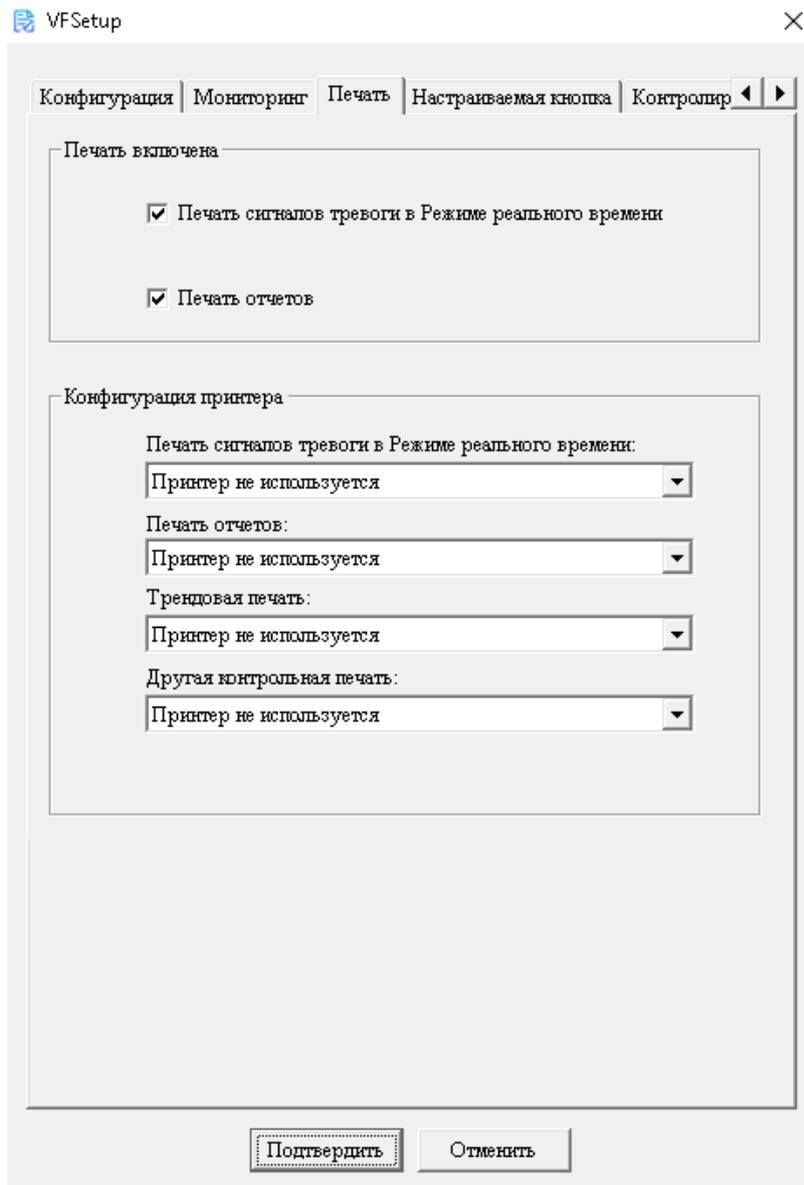 VFSetup
Конфигурация Мониторинг Печать Настраиваемая кнопка Контролир
Печать включена
Печать сигналов тревоги в Режиме реального времени
Печать отчетов
Конфигурация принтера
Печать сигналов тревоги в Режиме реального времени:
Принтер не используется
Печать отчетов:
Принтер не используется
Трендовая печать:
Принтер не используется
Другая контрольная печать:
Принтер не используется
Подтвердить Отменить